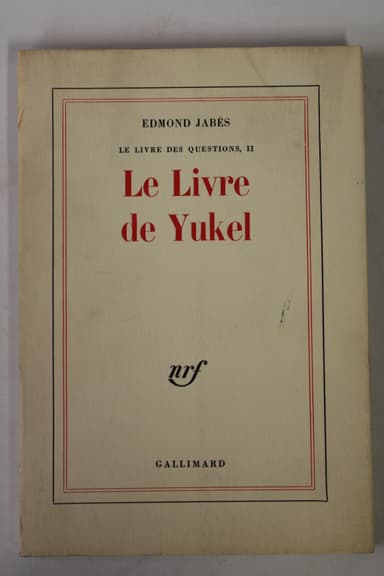 EDMOND JABÈS
LE LIVRE DES QUESTIONS, II
Le Livre
de Yukel
nrf
GALLIMARD